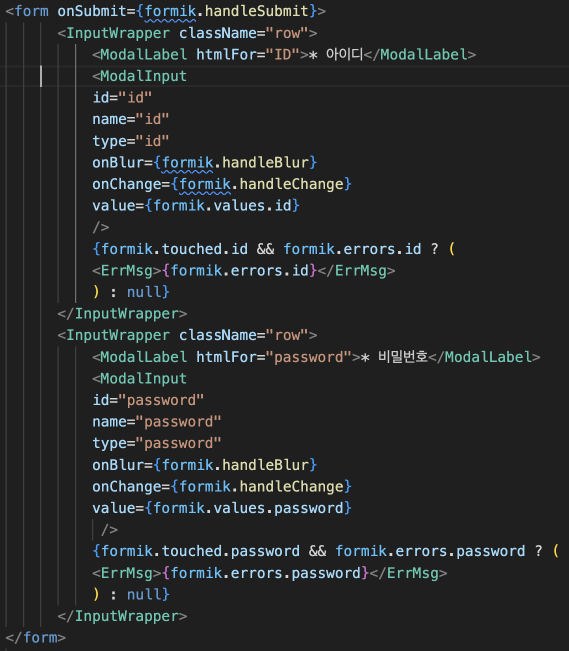 <form onSubmit={formik.handleSubmit}>
<InputWrapper className="row">
<ModalLabel htmlFor="ID">* 아이디</ModalLabel>
<ModalInput
id="id"
name="id"
type="id"
onBlur={formik.handleBlur}
onChange={formik.handleChange}
value={formik.values.id}
/>
{formik.touched.id && formik.errors.id ? (
<ErrMsg>{formik.errors.id}</ErrMsg>
) : null}
</InputWrapper>
<InputWrapper className="row">
<ModalLabel htmlFor="password">* 비밀번호</ModalLabel>
<ModalInput
id="password"
name="password"
type="password"
onBlur={formik.handleBlur}
onChange={formik.handleChange}
value={formik.values.password}
/>
{formik.touched.password && formik.errors.password ? (
<ErrMsg>{formik.errors.password}</ErrMsg>
) : null}
</InputWrapper>
</form>